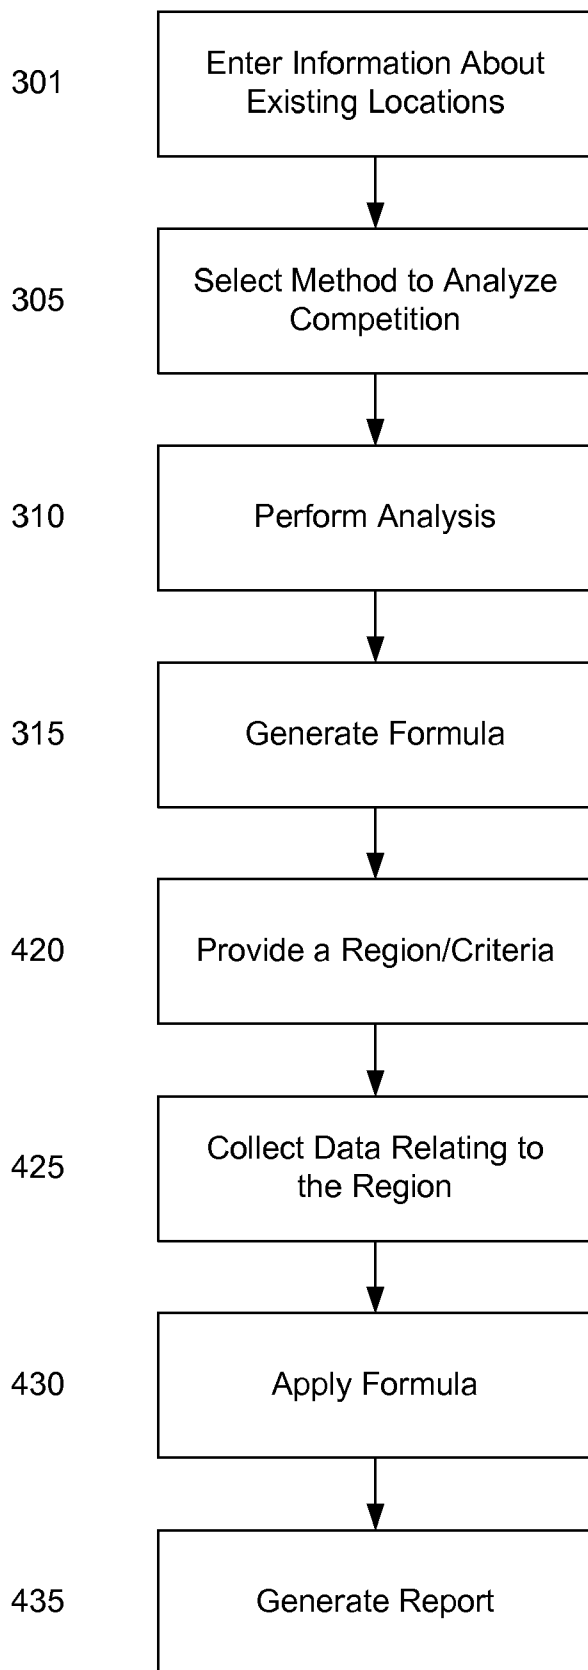 301
Enter Information About
Existing Locations
305
Select Method to Analyze
Competition
310
Perform Analysis
315
Generate Formula
420
Provide a Region/Criteria
425
Collect Data Relating to
the Region
430
Apply Formula
435
Generate Report